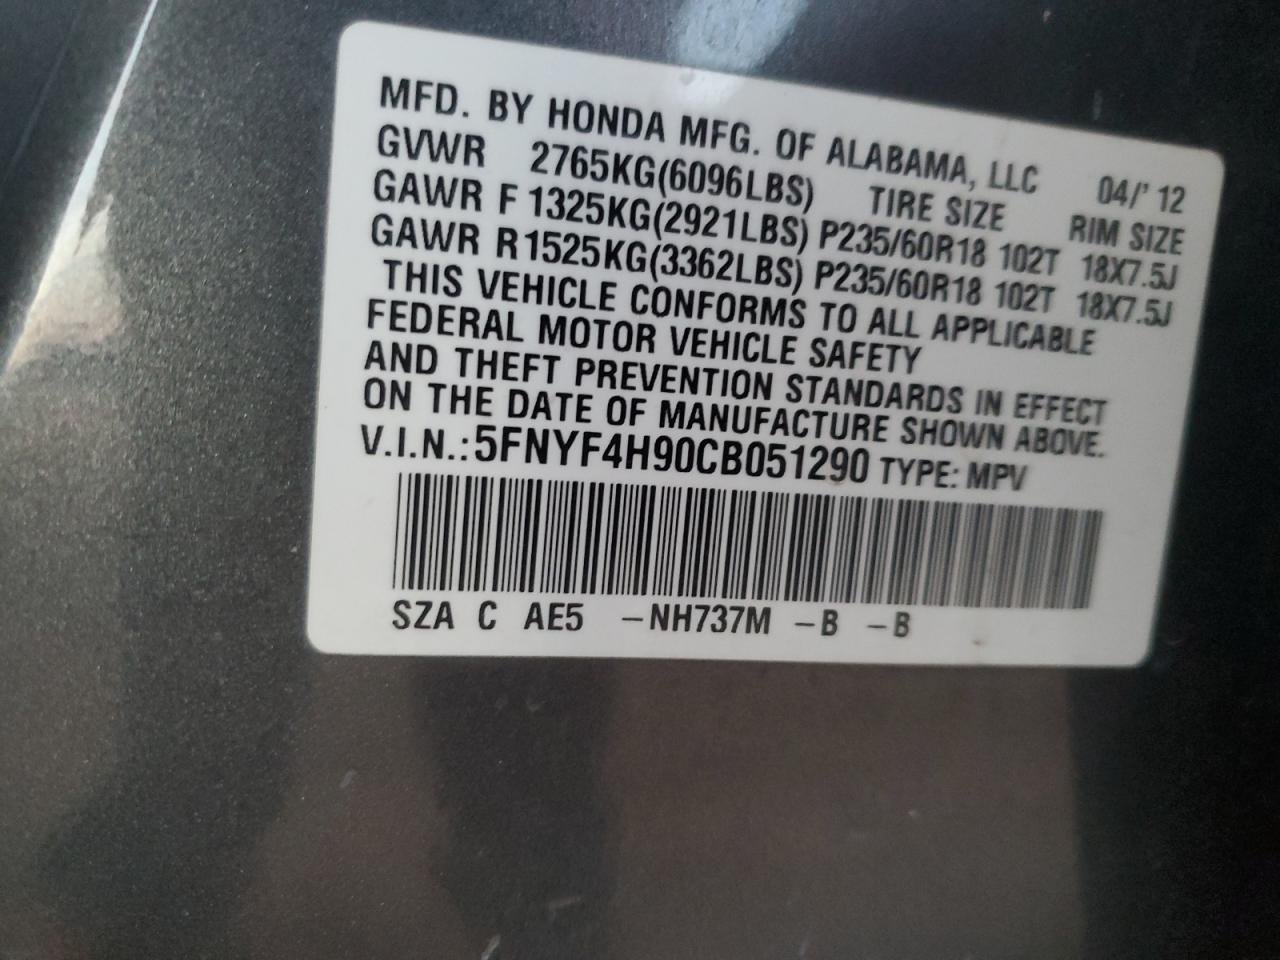 MFD. BY HONDA MFG. OF ALABAMA, LLC 04/' 12
GVWR 2765KG(6096LBS) TIRE SIZE RIM SIZE
GAWR F 1325KG(2921LBS) P235/60R18 102T 18X7.5J
GAWR R1525KG(3362LBS) P235/60R18 102T 18X7.5J
THIS VEHICLE CONFORMS TO ALL APPLICABLE
FEDERAL MOTOR VEHICLE SAFETY
AND THEFT PREVENTION STANDARDS IN EFFECT
ON THE DATE OF MANUFACTURE SHOWN ABOVE.
V.I.N.:5FNYF4H90CB051290 TYPE: MPV
SZA C AE5 –NH737M –B –B